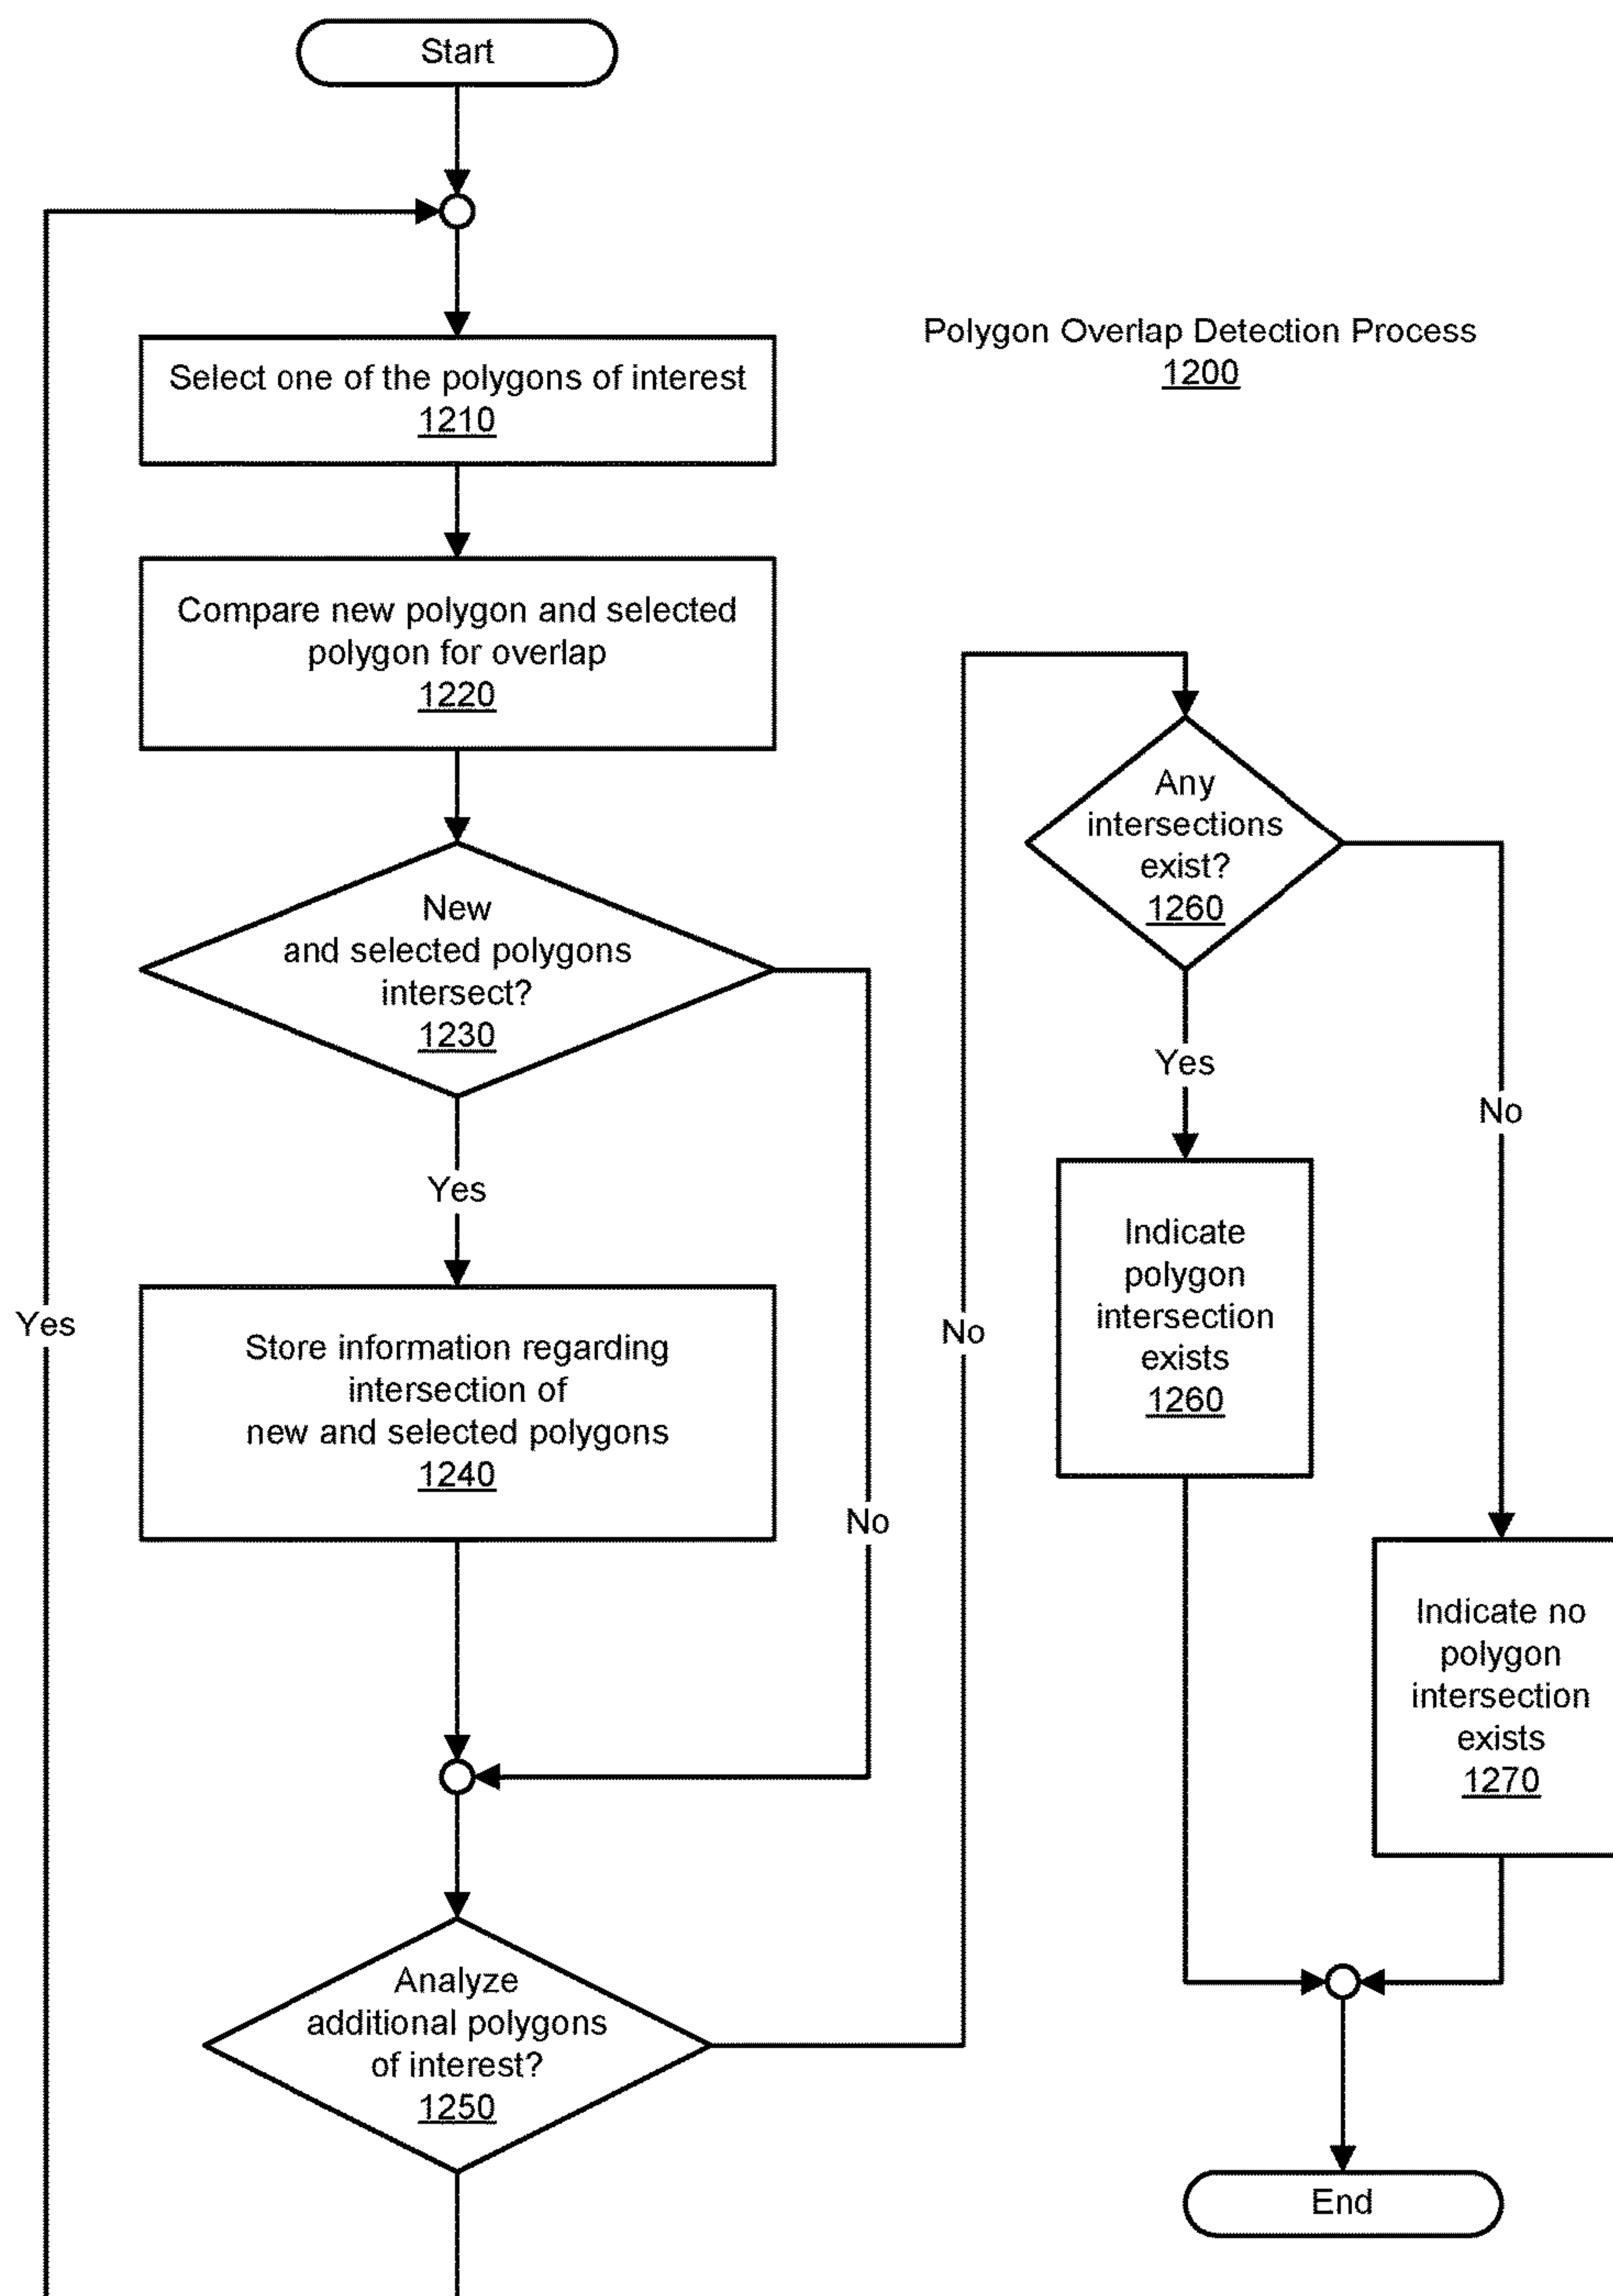 Start
Polygon Overlap Detection Process
1200
Select one of the polygons of interest
1210
Compare new polygon and selected
polygon for overlap
1220
New
and selected polygons
intersect?
1230
Yes
Store information regarding
intersection of
new and selected polygons
1240
No
Yes
Analyze
additional polygons
of interest?
1250
No
Any
intersections
exist?
1260
Yes
No
Indicate
polygon
intersection
exists
1260
Indicate no
polygon
intersection
exists
1270
End